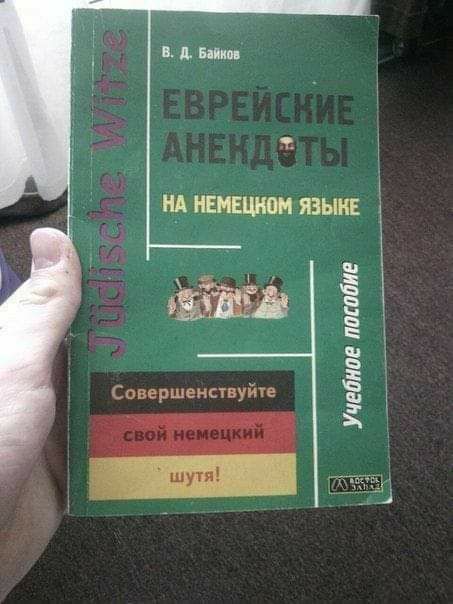 Jüdische Witze
В. Д. Байков
ЕВРЕЙСКИЕ
АНЕКДОТЫ
НА НЕМЕЦКОМ ЯЗЫКЕ
Учебное пособие
Совершенствуйте
свой немецкий
шутя!
ВОСТОК
ЗАПАД